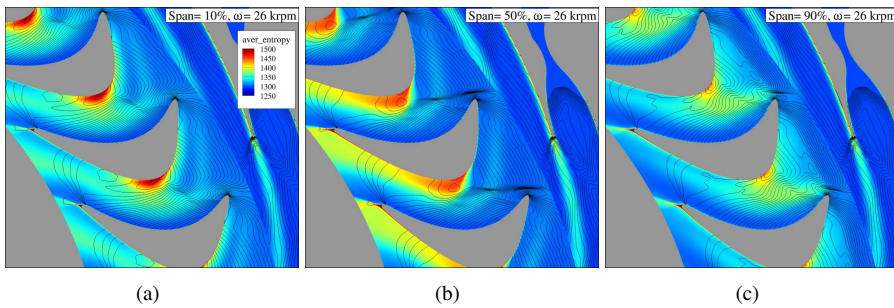 Span= 10%, ω= 26 krpm
aver_entropy
1500
1450
1400
1350
1300
1250
Span= 50%, ω= 26 krpm
Span= 90%, ω= 26 krpm
(a)
(b)
(c)